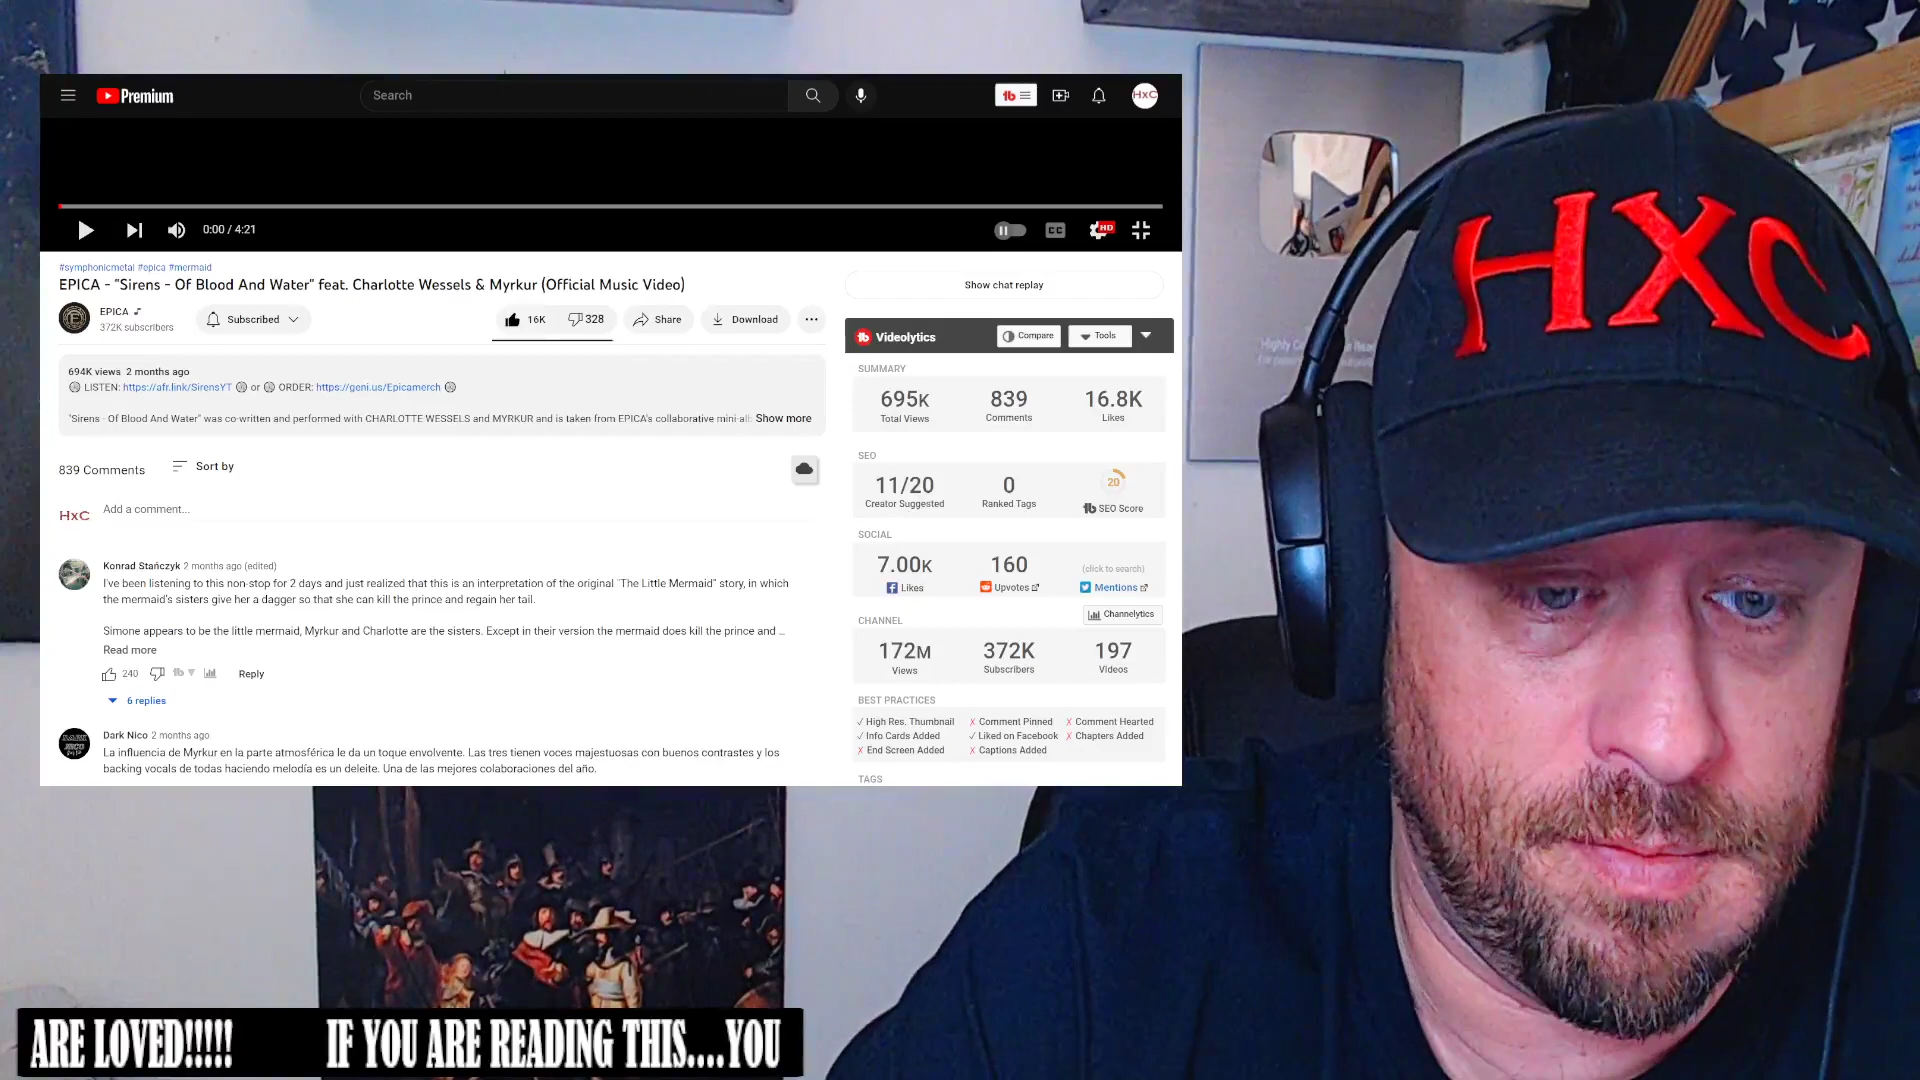 Premium
Search
HxC
0:00 / 4:21
CC
HD
#symphonicmetal #epica #mermaid
EPICA - "Sirens - Of Blood And Water" feat. Charlotte Wessels & Myrkur (Official Music Video)
EPICA
372K subscribers
Subscribed
16K
328
Share
Download
694K views 2 months ago
LISTEN: https://afr.link/SirensYT or ORDER: https://geni.us/Epicamerch
"Sirens - Of Blood And Water" was co-written and performed with CHARLOTTE WESSELS and MYRKUR and is taken from EPICA's collaborative mini-alb Show more
839 Comments
Sort by
HxC
Add a comment...
Konrad Stańczyk 2 months ago (edited)
I've been listening to this non-stop for 2 days and just realized that this is an interpretation of the original "The Little Mermaid" story, in which
the mermaid's sisters give her a dagger so that she can kill the prince and regain her tail.
Simone appears to be the little mermaid, Myrkur and Charlotte are the sisters. Except in their version the mermaid does kill the prince and ...
Read more
240
Reply
6 replies
Dark Nico 2 months ago
La influencia de Myrkur en la parte atmosférica le da un toque envolvente. Las tres tienen voces majestuosas con buenos contrastes y los
backing vocals de todas haciendo melodía es un deleite. Una de las mejores colaboraciones del año.
Show chat replay
Videolytics
Compare
Tools
SUMMARY
695K 839 16.8K
Total Views Comments Likes
SEO
11/20 0 20
Creator Suggested Ranked Tags SEO Score
SOCIAL
7.00K 160 (click to search)
Likes Upvotes Mentions
CHANNEL
Channelytics
172M 372K 197
Views Subscribers Videos
BEST PRACTICES
✓ High Res. Thumbnail ✗ Comment Pinned ✗ Comment Hearted
✓ Info Cards Added ✓ Liked on Facebook ✗ Chapters Added
✗ End Screen Added ✗ Captions Added
TAGS
HXC
ARE LOVED!!!!! IF YOU ARE READING THIS....YOU